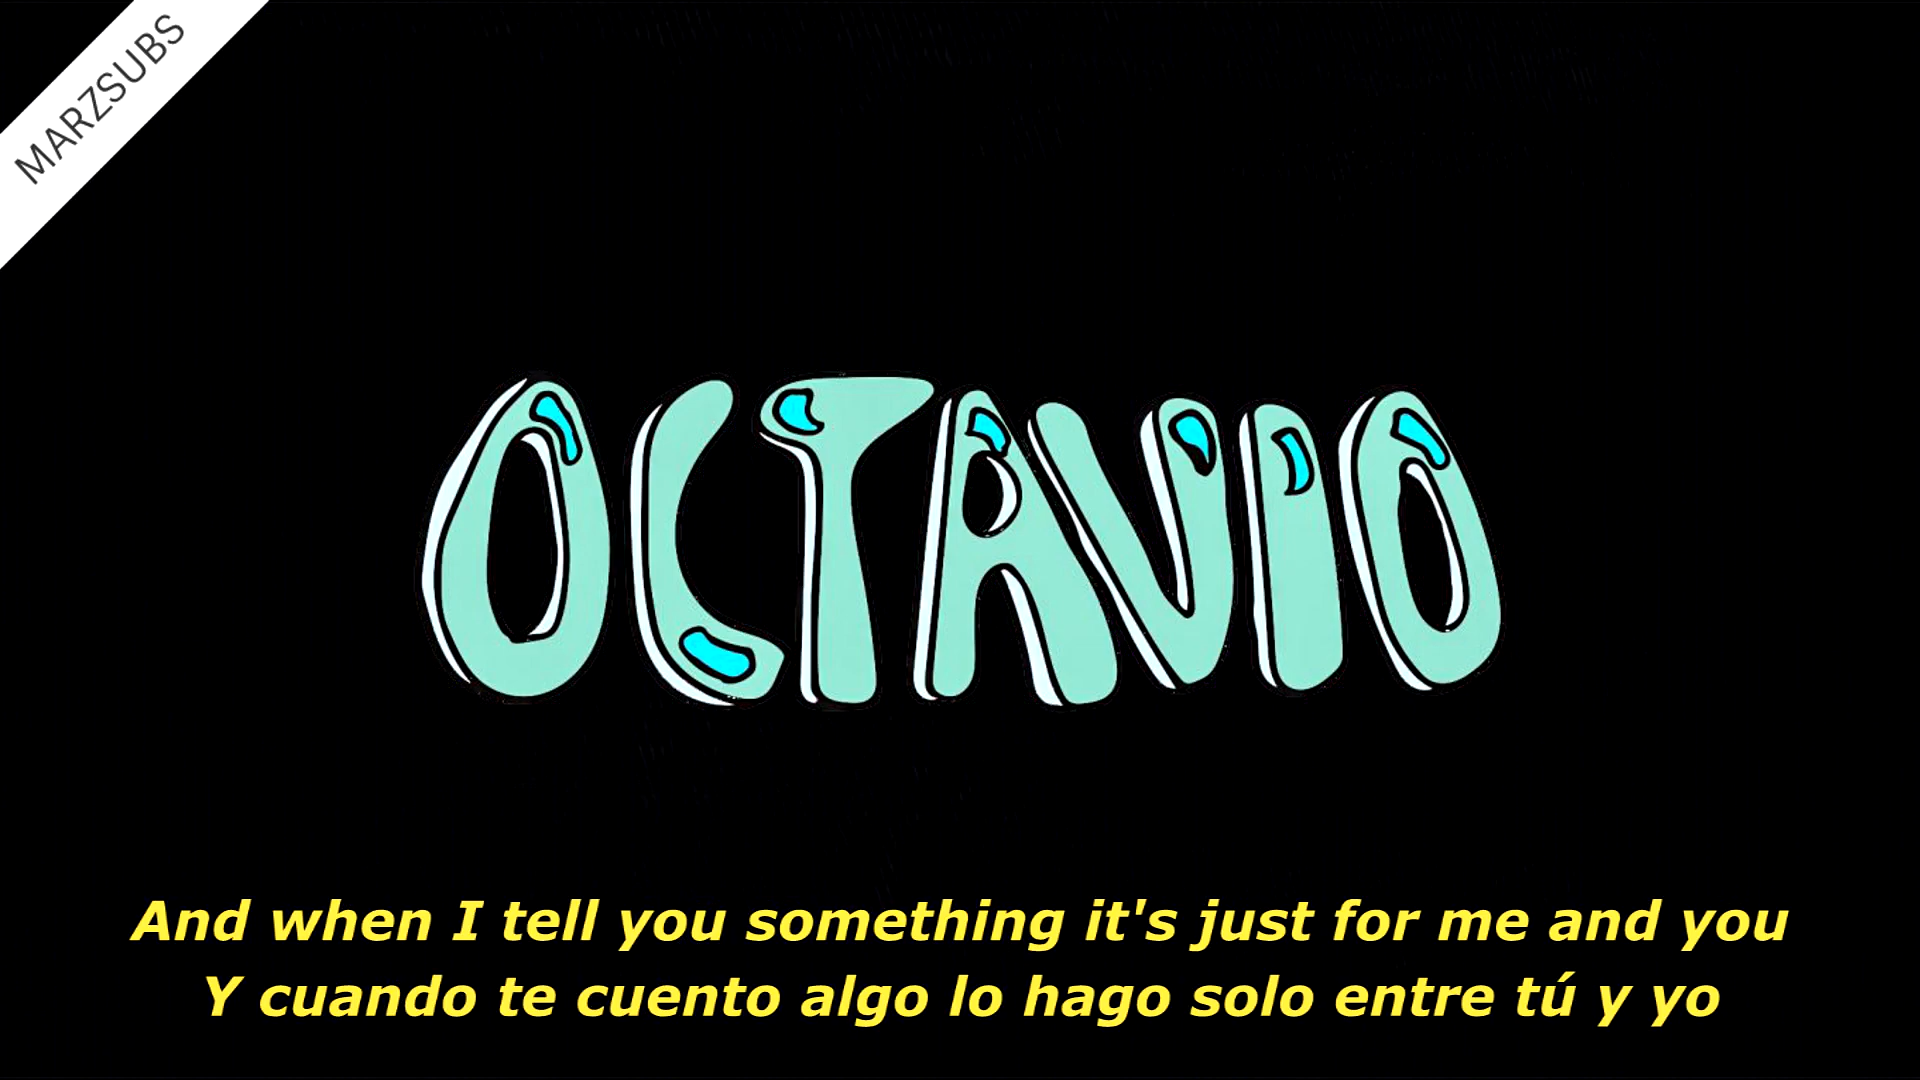 MARZSUBS
OCTAVIO
And when I tell you something it's just for me and you
Y cuando te cuento algo lo hago solo entre tú y yo